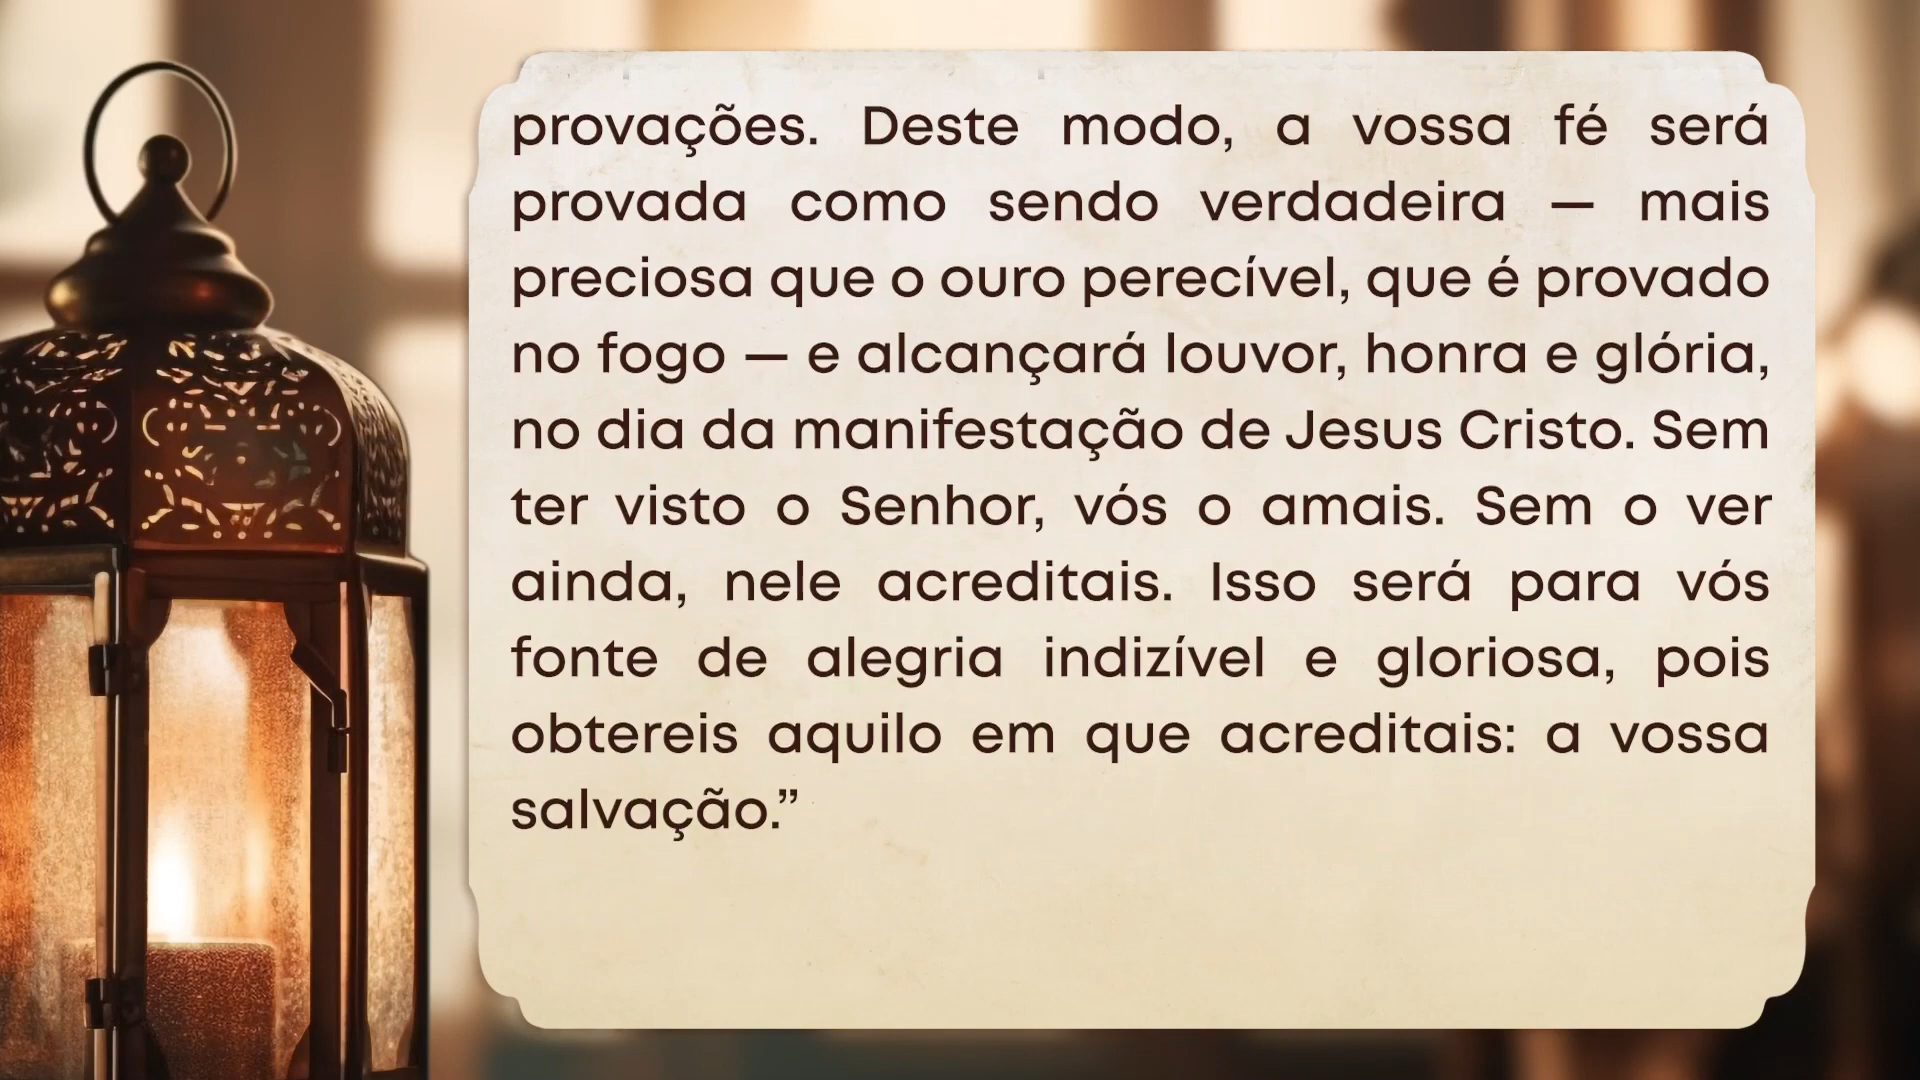 provações. Deste modo, a vossa fé será
provada como sendo verdadeira — mais
preciosa que o ouro perecível, que é provado
no fogo — e alcançará louvor, honra e glória,
no dia da manifestação de Jesus Cristo. Sem
ter visto o Senhor, vós o amais. Sem o ver
ainda, nele acreditais. Isso será para vós
fonte de alegria indizível e gloriosa, pois
obtereis aquilo em que acreditais: a vossa
salvação.”